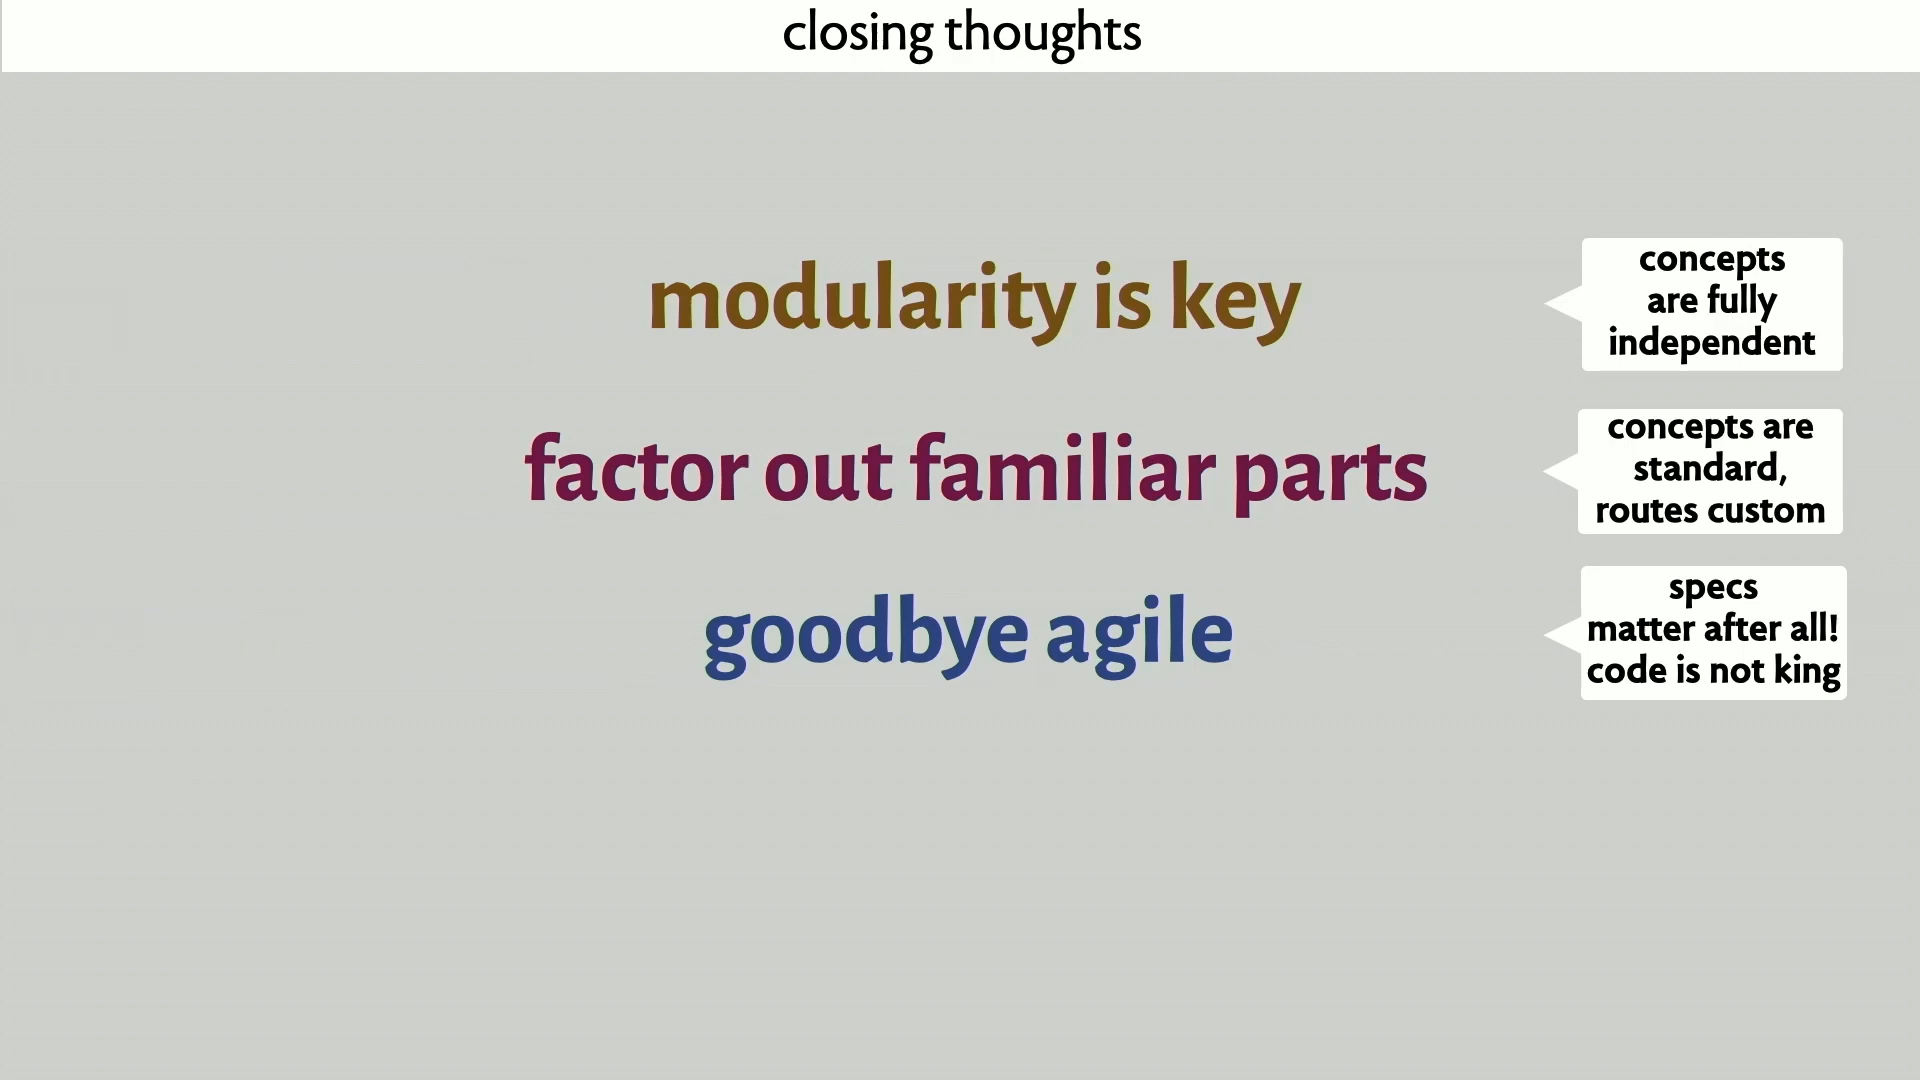 closing thoughts
modularity is key
concepts
are fully
independent
factor out familiar parts
concepts are
standard,
routes custom
goodbye agile
specs
matter after all!
code is not king